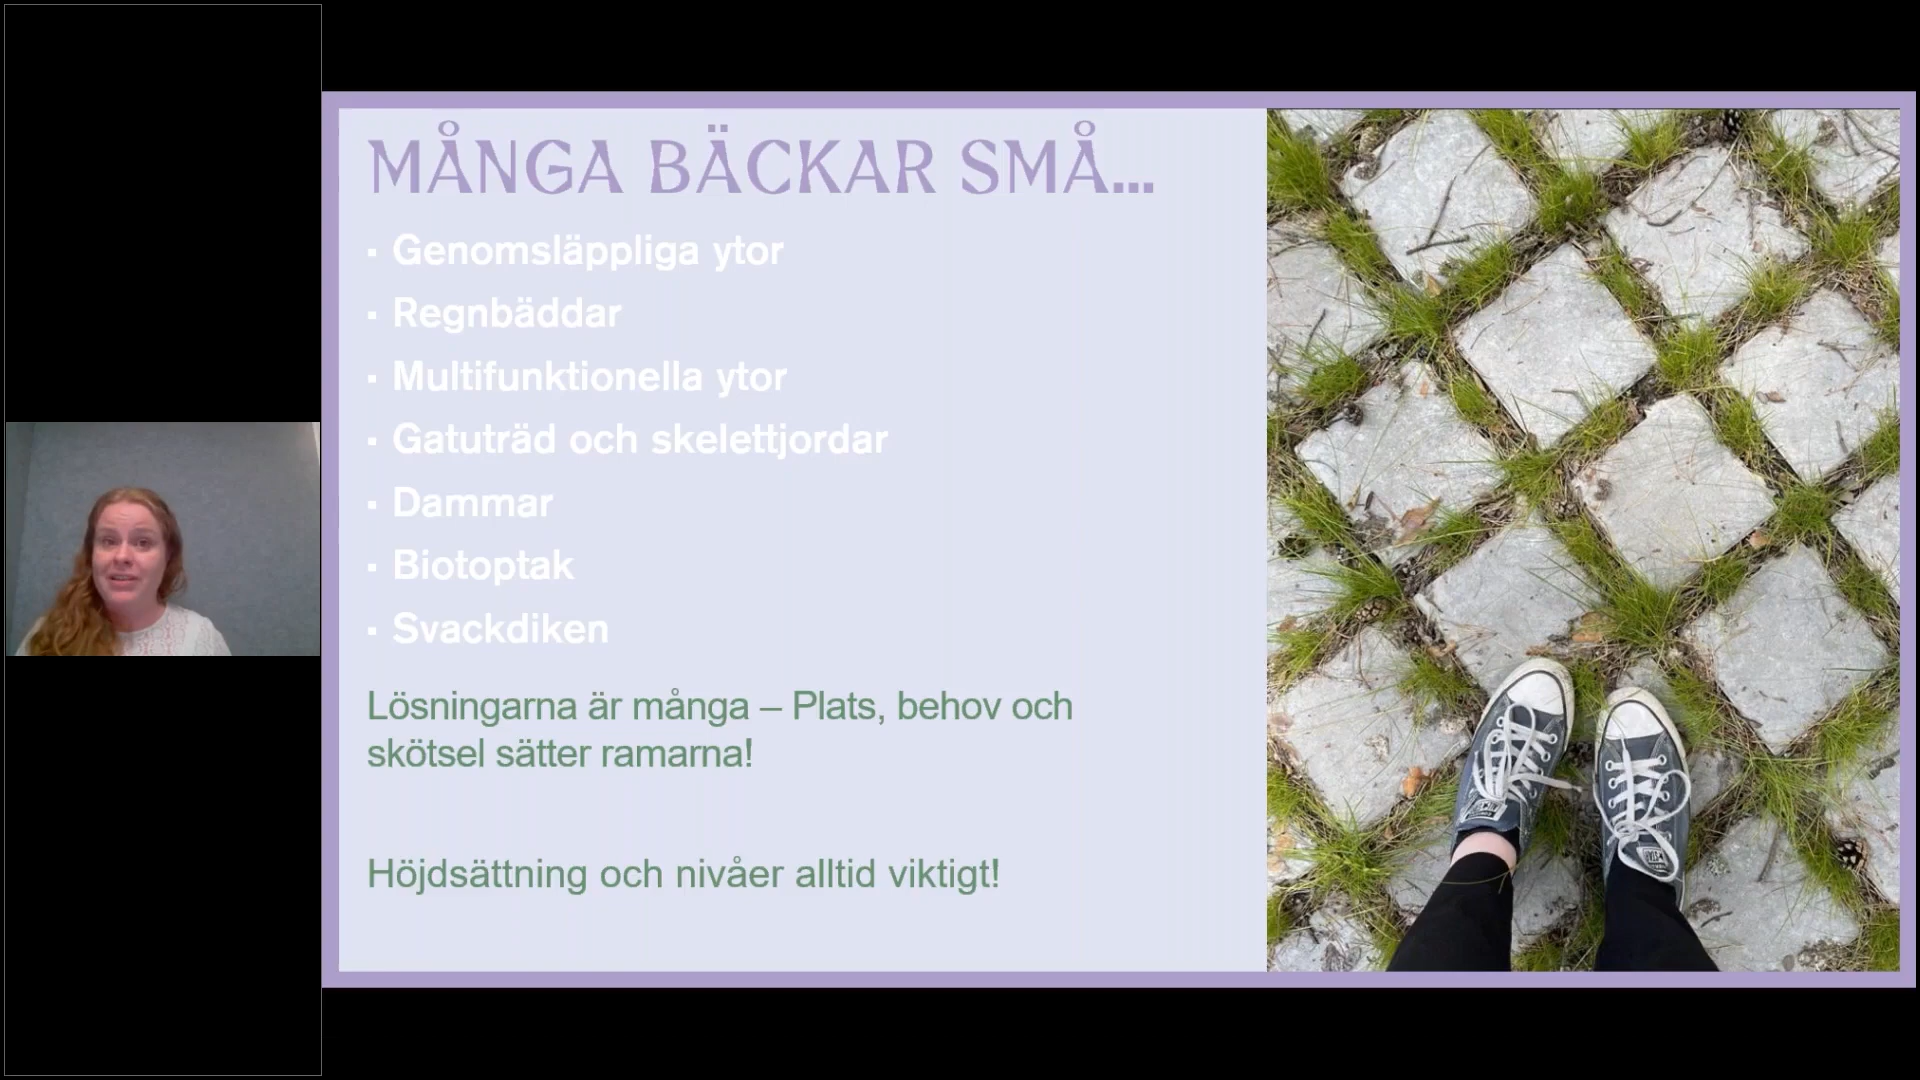 MÅNGA BÄCKAR SMÅ...
▪ Genomsläppliga ytor
▪ Regnbäddar
▪ Multifunktionella ytor
▪ Gatuträd och skelettjordar
▪ Dammar
▪ Biotoptak
▪ Svackdiken
Lösningarna är många – Plats, behov och
skötsel sätter ramarna!
Höjdsättning och nivåer alltid viktigt!